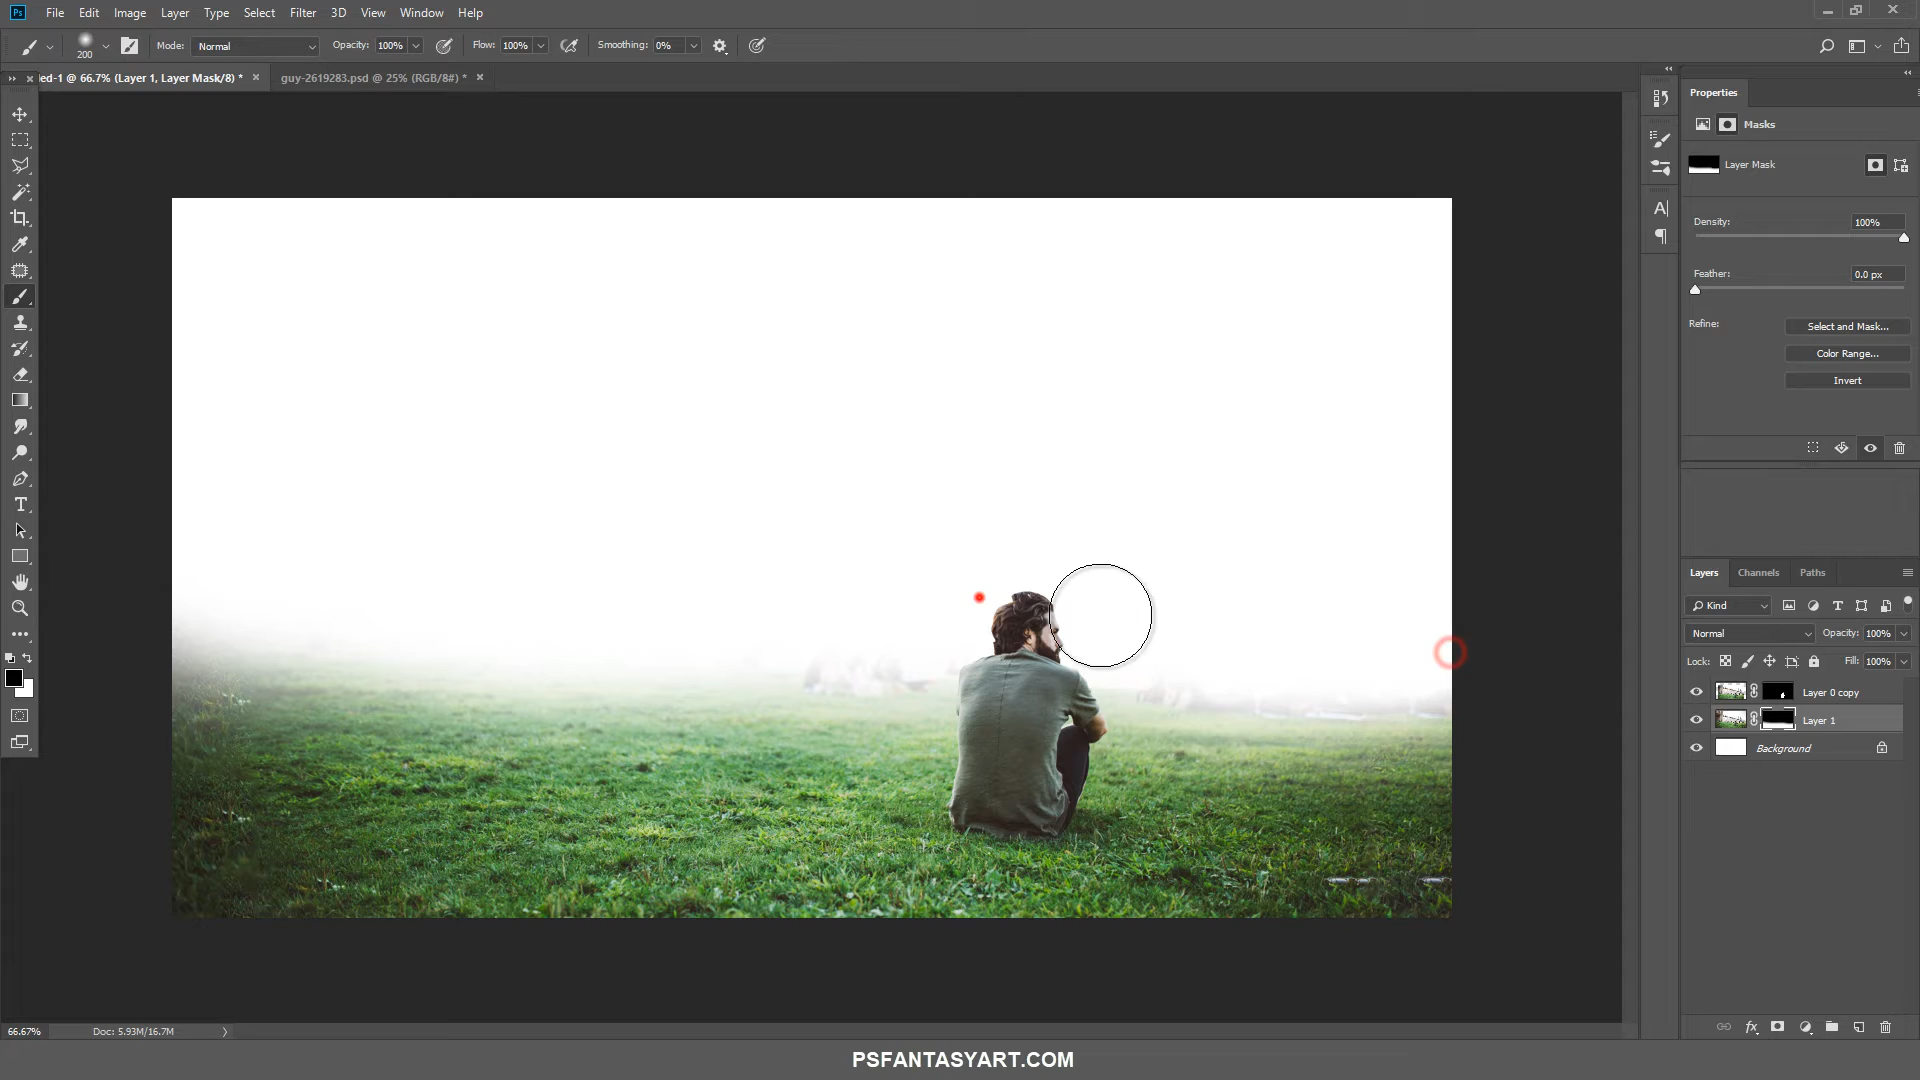 Ps File Edit Image Layer Type Select Filter 3D View Window Help
200 Mode: Normal Opacity: 100% Flow: 100% Smoothing: 0%
ed-1 @ 66.7% (Layer 1, Layer Mask/8) * × guy-2619283.psd @ 25% (RGB/8#) * ×
Properties
Masks
Layer Mask
Density: 100%
Feather: 0.0 px
Refine: Select and Mask...
Color Range...
Invert
Layers Channels Paths
Kind
Normal Opacity: 100%
Lock: Fill: 100%
Layer 0 copy
Layer 1
Background
66.67% Doc: 5.93M/16.7M
PSFANTASYART.COM